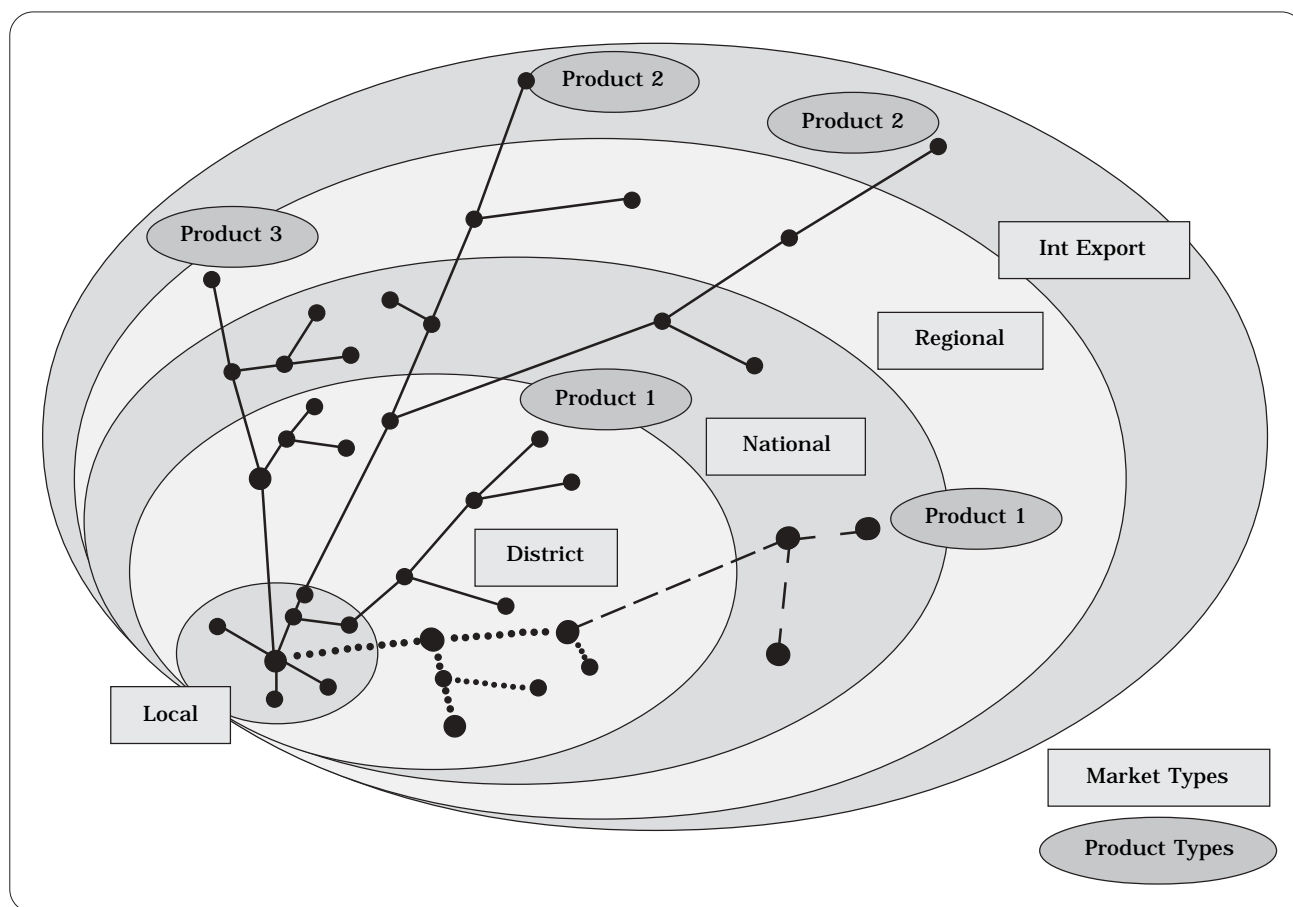 Product 2
Product 2
Product 3
Int Export
Regional
Product 1
National
Product 1
District
Local
Market Types
Product Types